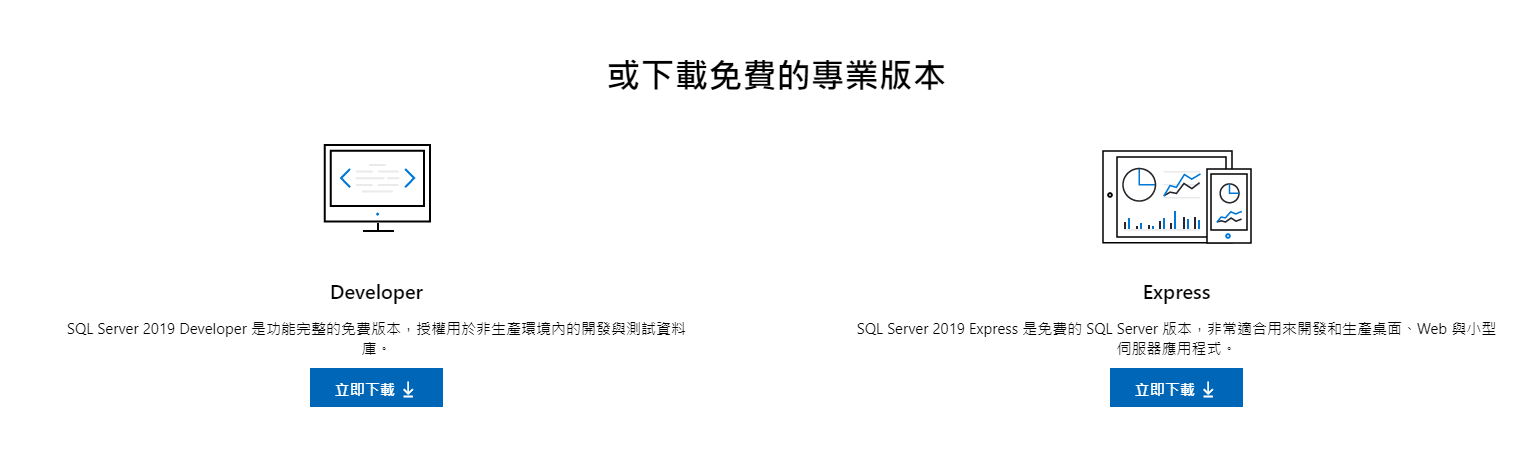 或下載免費的專業版本
Developer
SQL Server 2019 Developer 是功能完整的免費版本，授權用於非生產環境內的開發與測試資料
庫。
立即下載
Express
SQL Server 2019 Express 是免費的 SQL Server 版本，非常適合用來開發和生產桌面、Web 與小型
伺服器應用程式。
立即下載